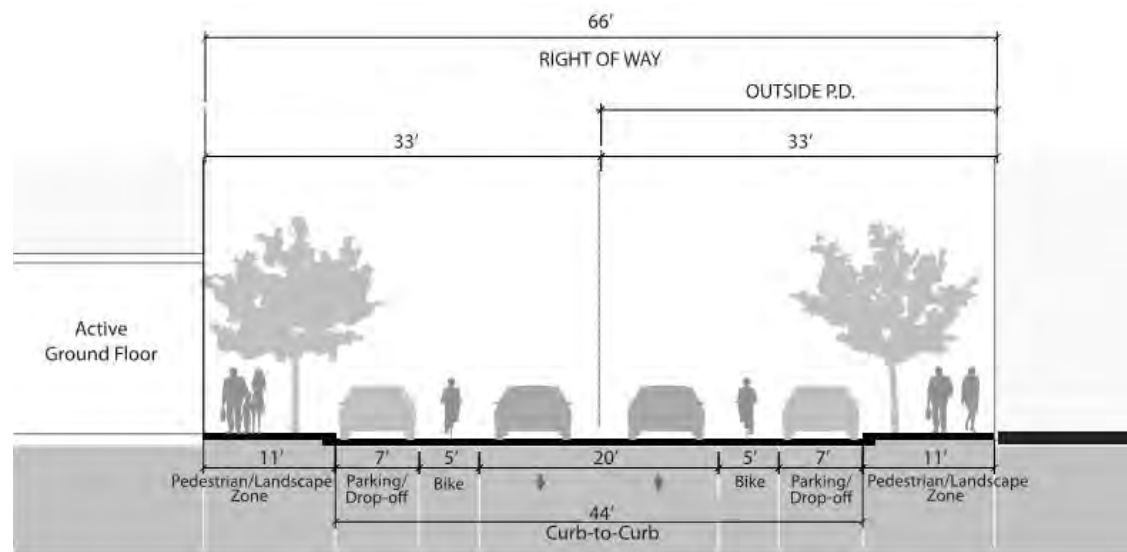 66′
RIGHT OF WAY
OUTSIDE P.D.
33′ 33′
Active
Ground Floor
11′ 7′ 5′ 20′ 5′ 7′ 11′
Pedestrian/Landscape Zone
Parking/
Drop-off
Bike
Bike
Parking/
Drop-off
Pedestrian/Landscape
Zone
44′
Curb-to-Curb